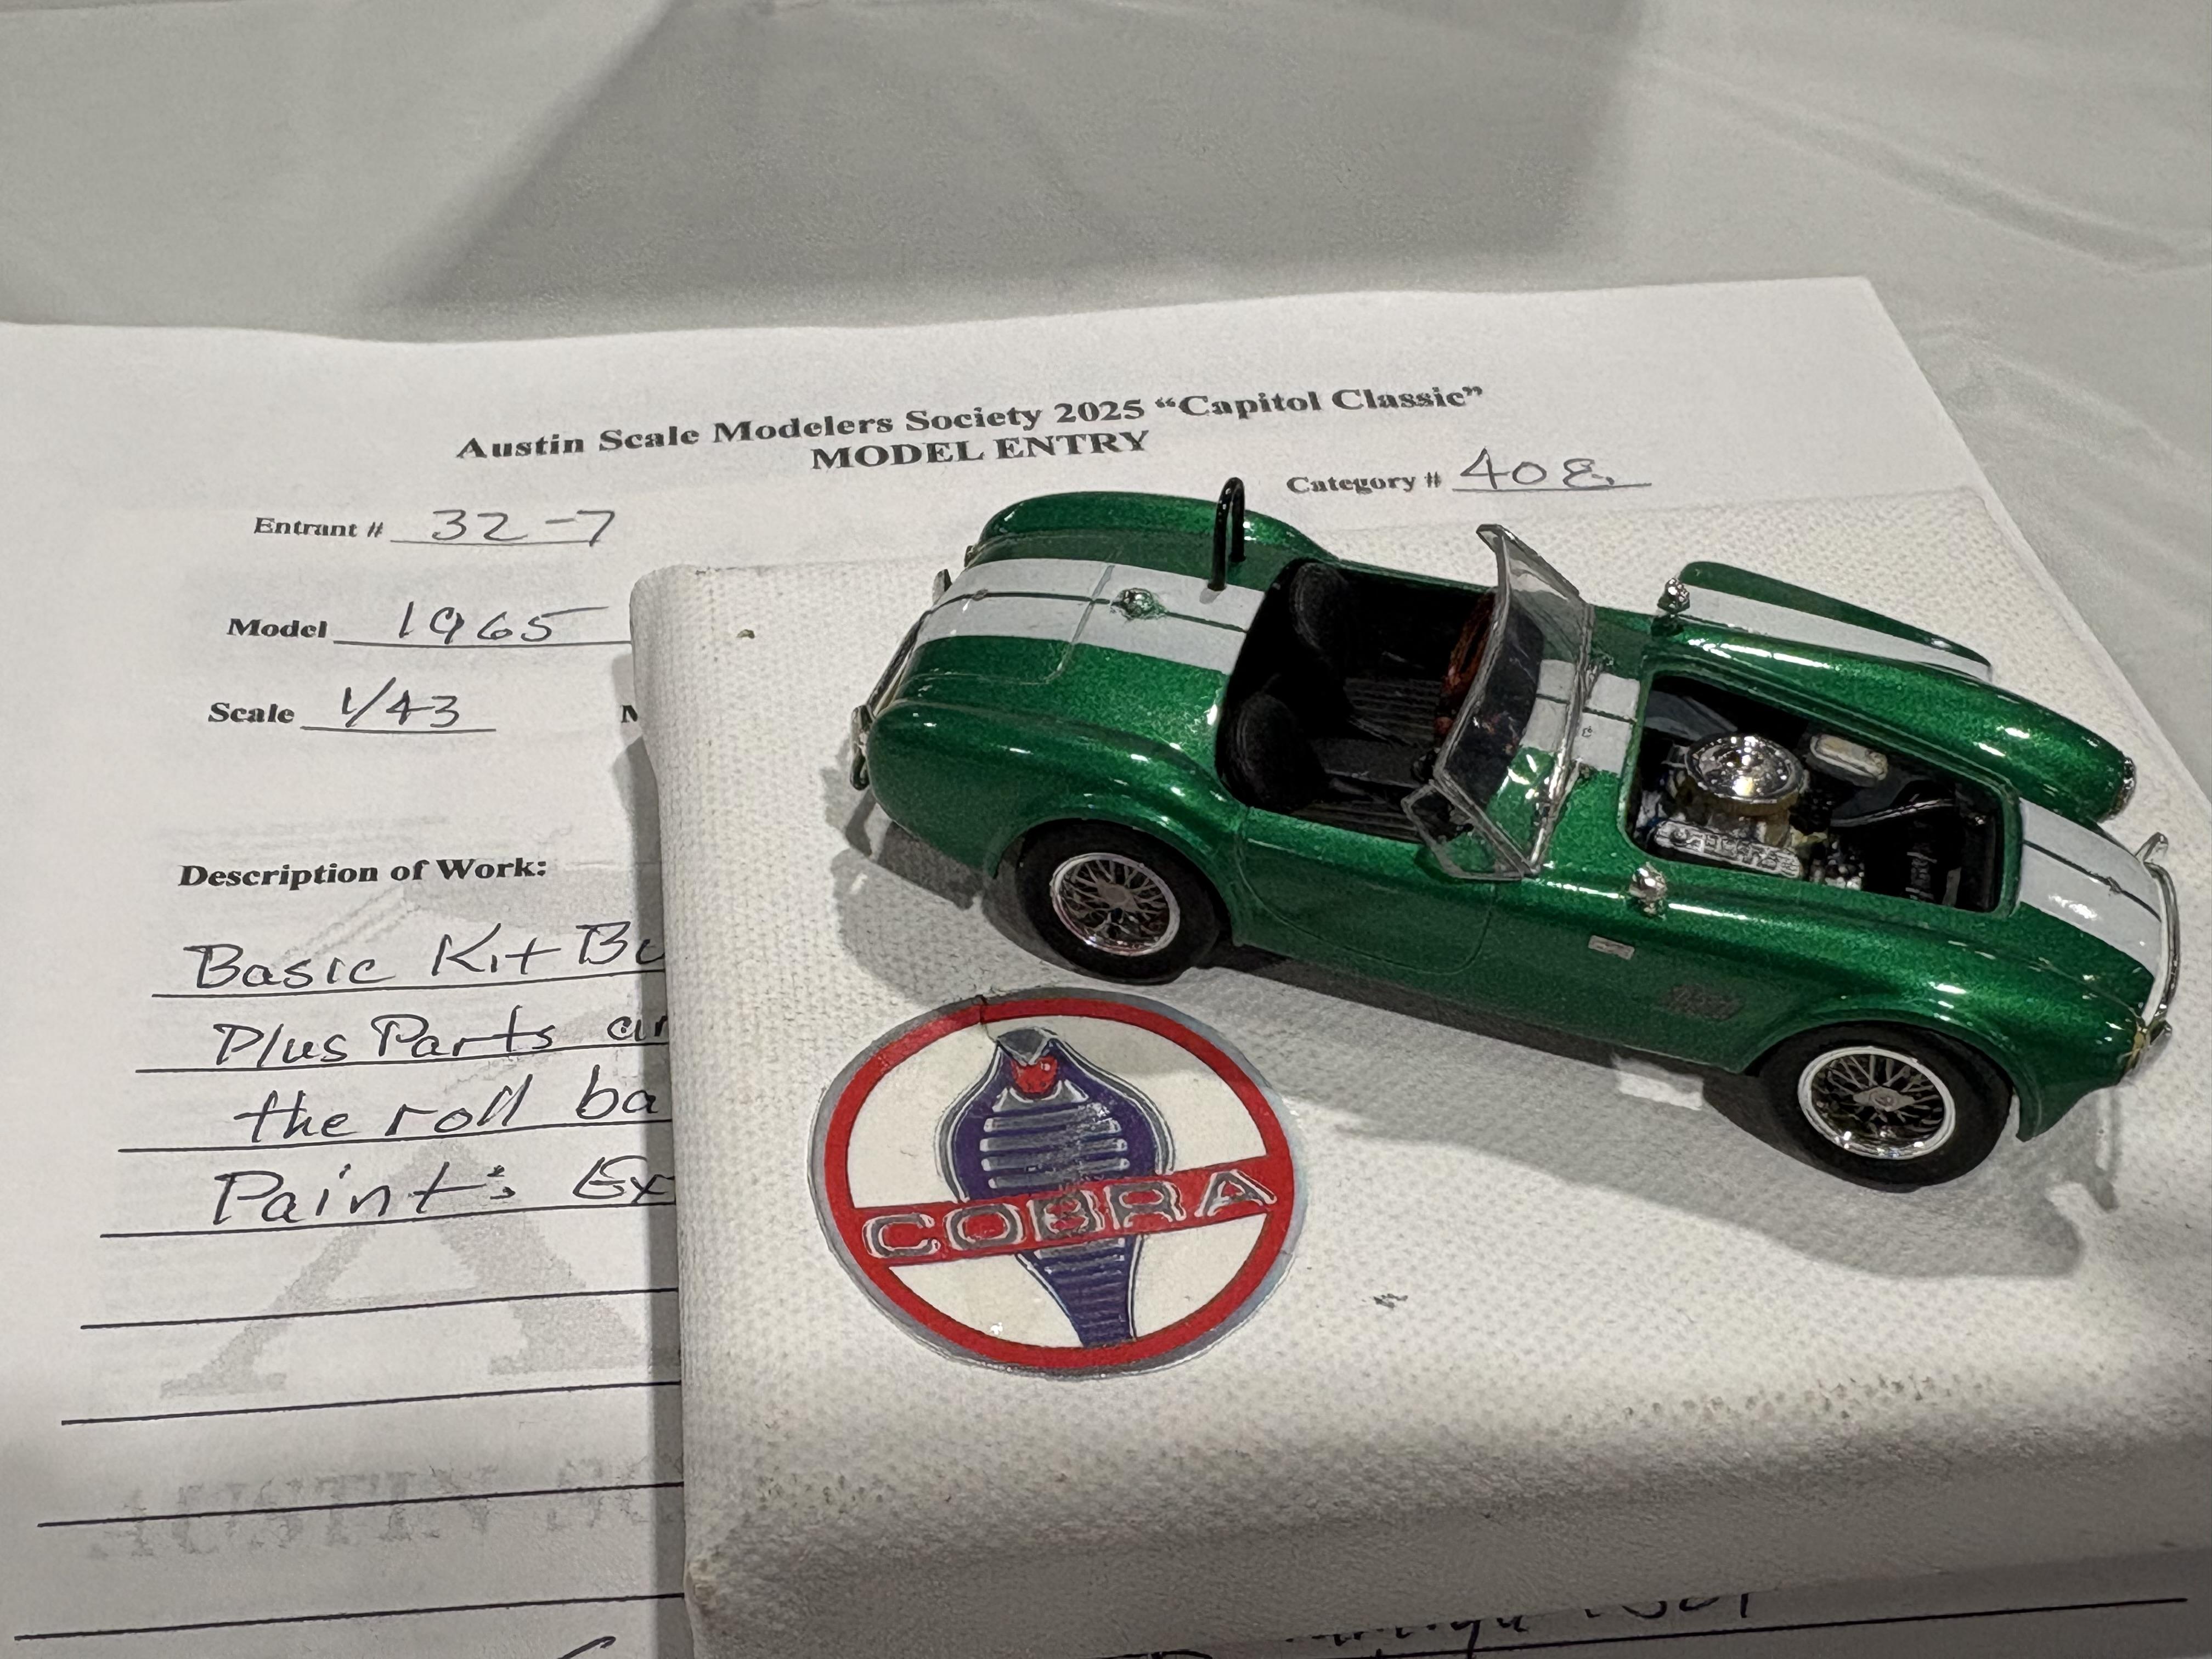 Austin Scale Modelers Society 2025 “Capitol Classic”
MODEL ENTRY
Category # 408
Entrant # 32-7
Model 1965
Scale 1/43
Description of Work:
Basic Kit
Plus Parts
the roll
Paint:
COBRA